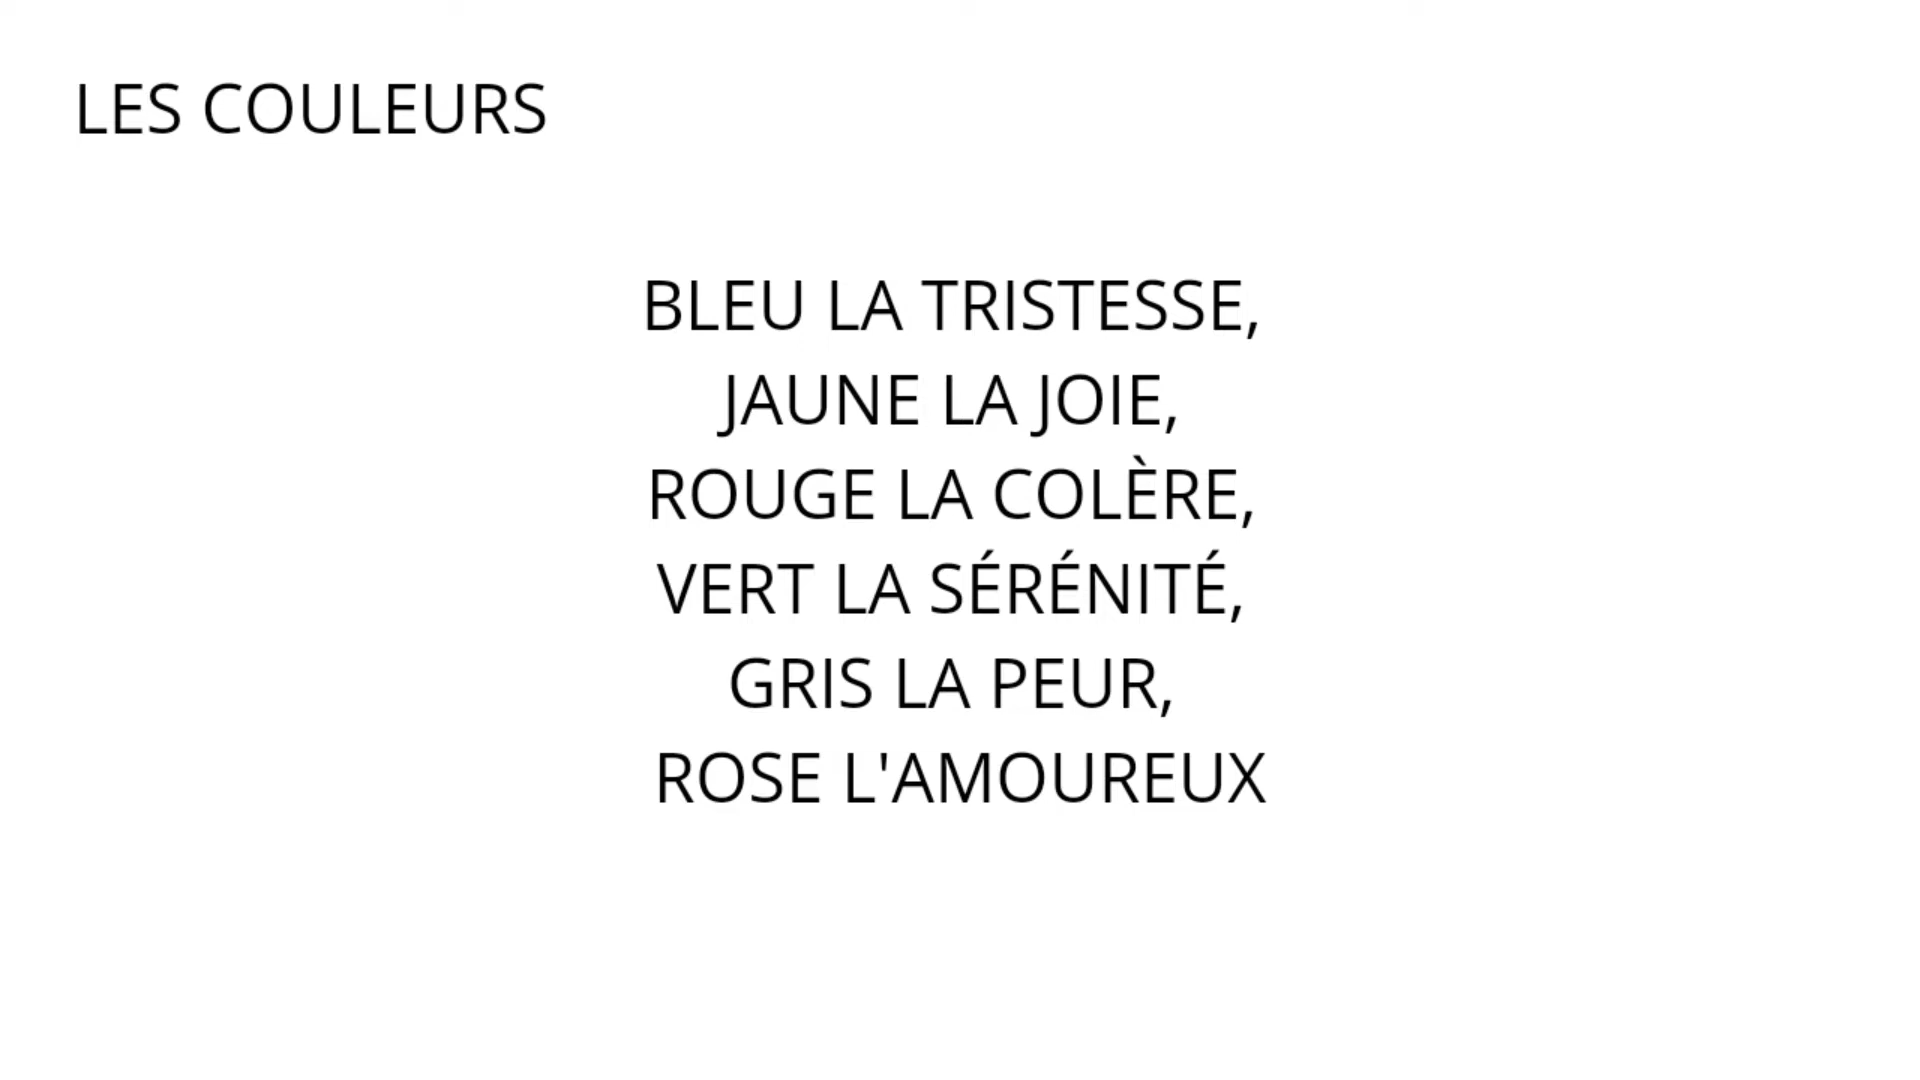 LES COULEURS
BLEU LA TRISTESSE,
JAUNE LA JOIE,
ROUGE LA COLÈRE,
VERT LA SÉRÉNITÉ,
GRIS LA PEUR,
ROSE L'AMOUREUX